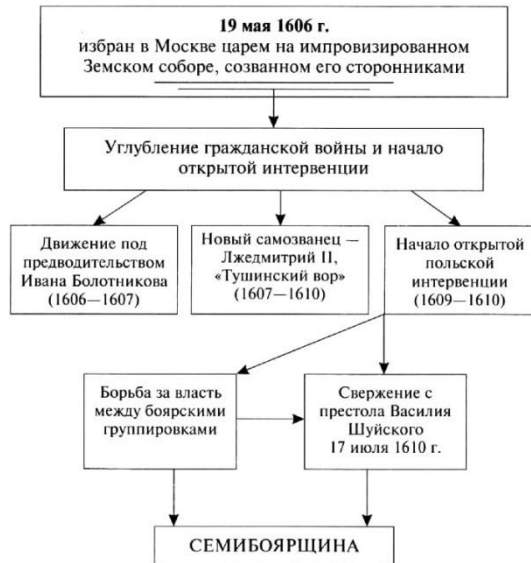 19 мая 1606 г.
избран в Москве царем на импровизированном
Земском соборе, созванном его сторонниками
Углубление гражданской войны и начало
открытой интервенции
Движение под
предводительством
Ивана Болотникова
(1606—1607)
Новый самозванец —
Лжедмитрий II,
«Тушинский вор»
(1607—1610)
Начало открытой
польской
интервенции
(1609—1610)
Борьба за власть
между боярскими
группировками
Свержение с
престола Василия
Шуйского
17 июля 1610 г.
СЕМИБОЯРЩИНА